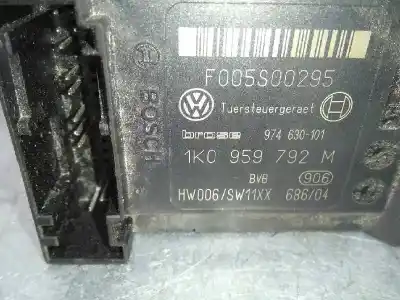 F005S00295
Tuersteuergeraet
BOSCH
brose 974 630-101
1K0 959 792 M
BVB 906
HW006/SW11XX 686/04